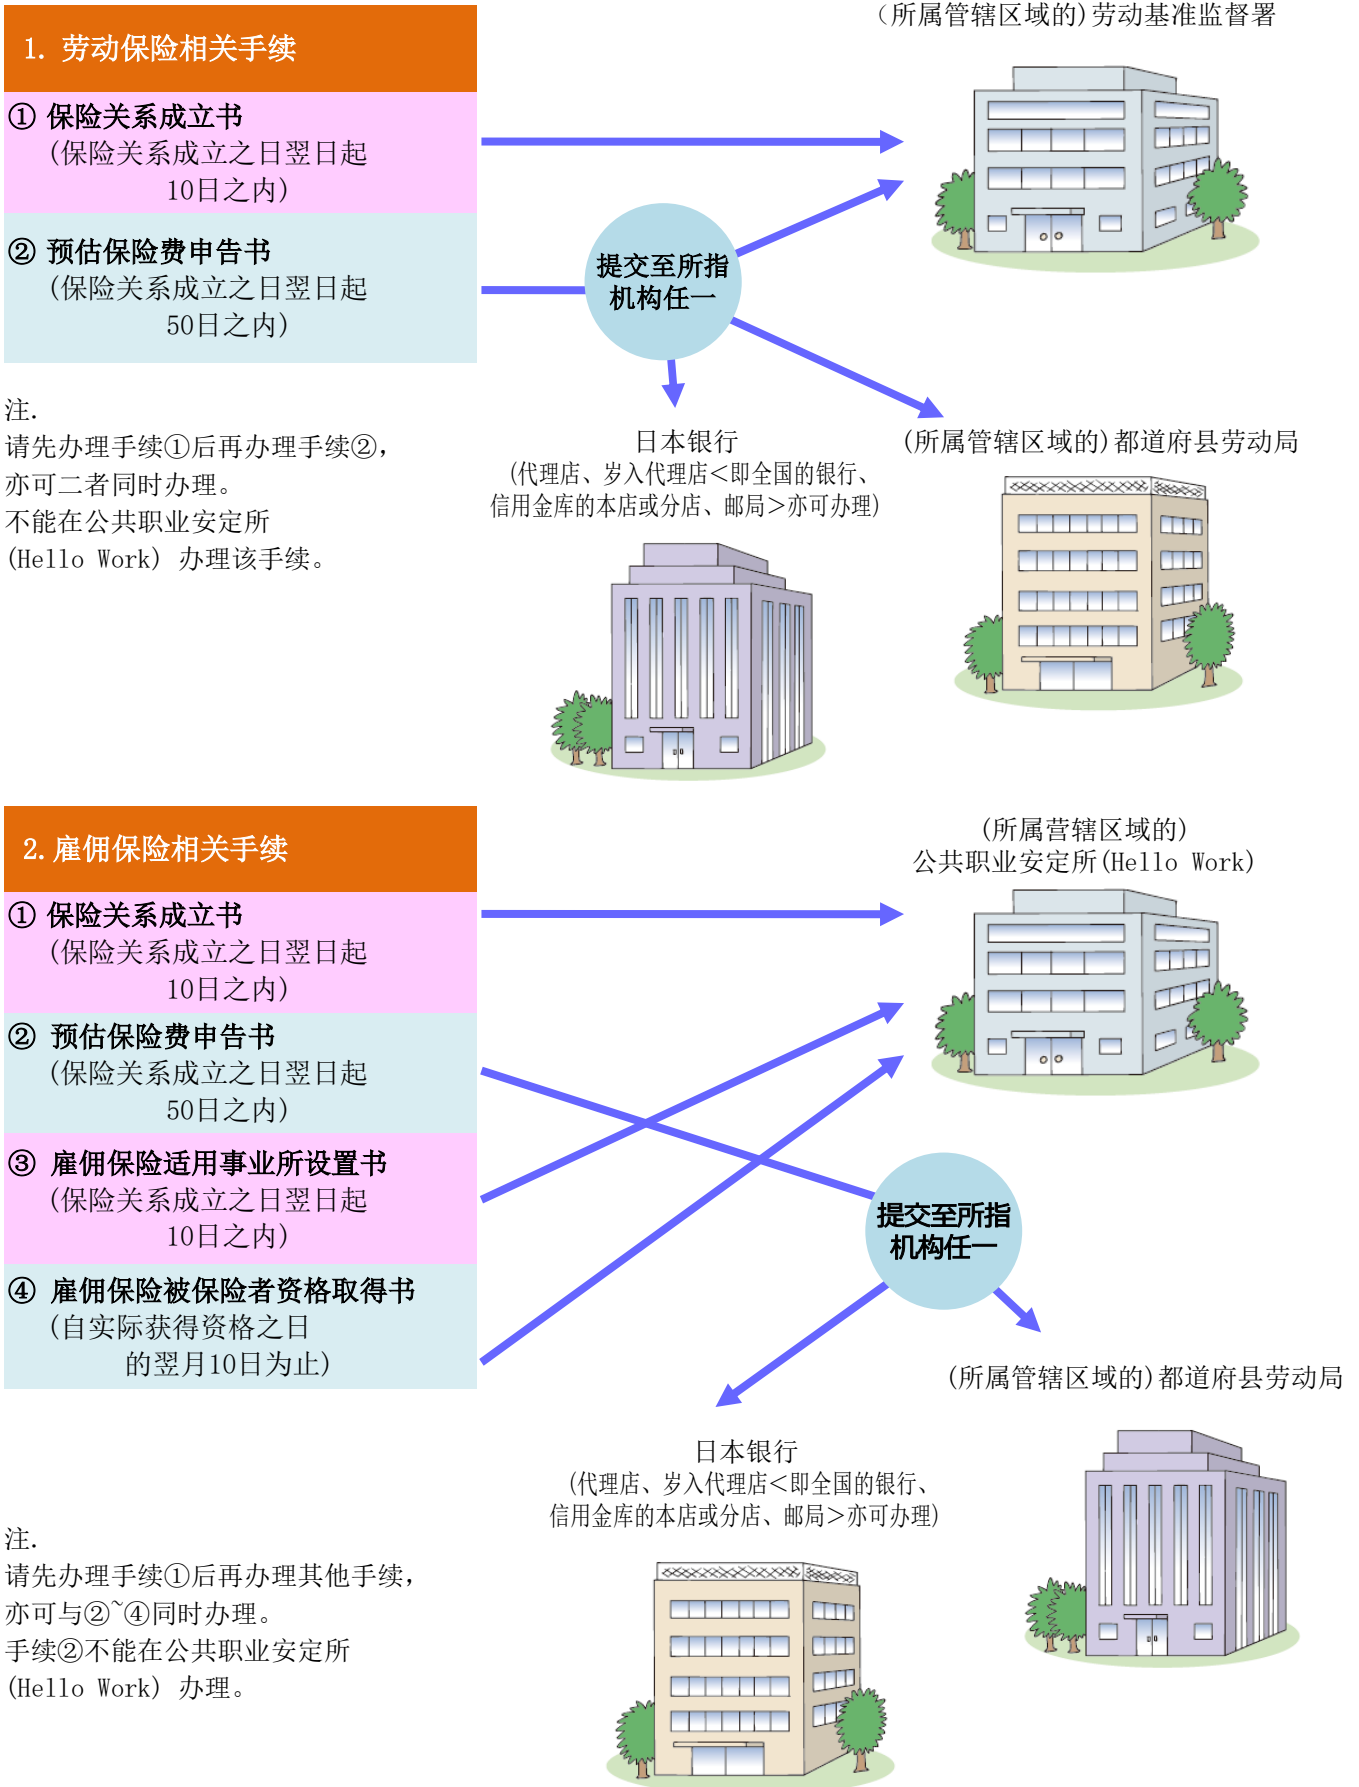 (所属管辖区域的)劳动基准监督署
1. 劳动保险相关手续
① 保险关系成立书
(保险关系成立之日翌日起
10日之内)
② 预估保险费申告书
(保险关系成立之日翌日起
50日之内)
提交至所指
机构任一
注.
请先办理手续①后再办理手续②,
亦可二者同时办理。
不能在公共职业安定所
(Hello Work) 办理该手续。
日本银行
(代理店、岁入代理店<即全国的银行、
信用金库的本店或分店、邮局>亦可办理)
(所属管辖区域的)都道府县劳动局
2.雇佣保险相关手续
① 保险关系成立书
(保险关系成立之日翌日起
10日之内)
② 预估保险费申告书
(保险关系成立之日翌日起
50日之内)
③ 雇佣保险适用事业所设置书
(保险关系成立之日翌日起
10日之内)
④ 雇佣保险被保险者资格取得书
(自实际获得资格之日
的翌月10日为止)
(所属营辖区域的)
公共职业安定所(Hello Work)
提交至所指
机构任一
(所属管辖区域的)都道府县劳动局
日本银行
(代理店、岁入代理店<即全国的银行、
信用金库的本店或分店、邮局>亦可办理)
注.
请先办理手续①后再办理其他手续,
亦可与②~④同时办理。
手续②不能在公共职业安定所
(Hello Work) 办理。